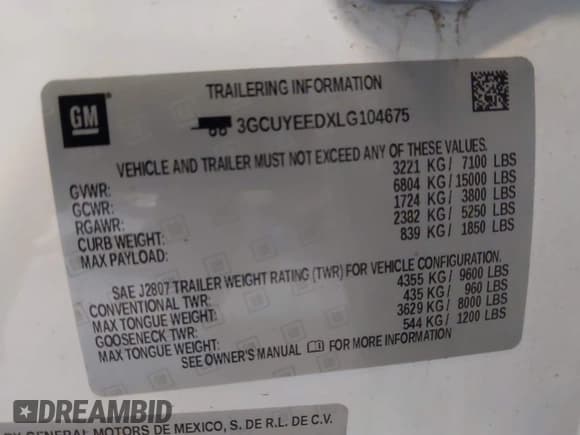 GM
TRAILERING INFORMATION
3GCUYEEDXLG104675
VEHICLE AND TRAILER MUST NOT EXCEED ANY OF THESE VALUES.
GVWR: 3221 KG/ 7100 LBS
GCWR: 6804 KG/ 15000 LBS
RGAWR: 1724 KG/ 3800 LBS
CURB WEIGHT: 2382 KG/ 5250 LBS
MAX PAYLOAD: 839 KG/ 1850 LBS
SAE J2807 TRAILER WEIGHT RATING (TWR) FOR VEHICLE CONFIGURATION.
CONVENTIONAL TWR: 4355 KG/ 9600 LBS
MAX TONGUE WEIGHT: 435 KG/ 960 LBS
GOOSENECK TWR: 3629 KG/ 8000 LBS
MAX TONGUE WEIGHT: 544 KG/ 1200 LBS
SEE OWNER'S MANUAL FOR MORE INFORMATION
BY GENERAL MOTORS DE MEXICO, S. DE R.L. DE C.V.
DREAMBID